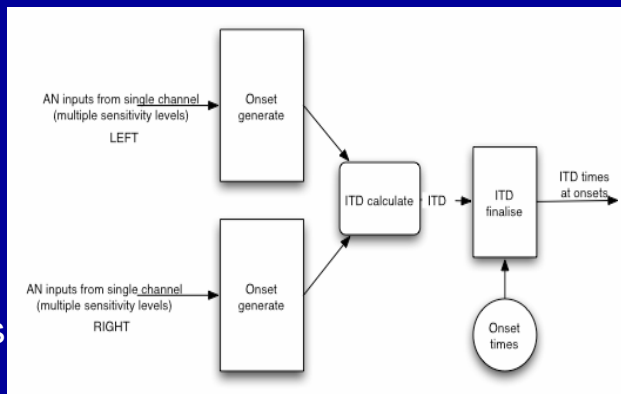 AN inputs from single channel
(multiple sensitivity levels)
LEFT
Onset
generate
ITD calculate
ITD
ITD
finalise
ITD times
at onsets
AN inputs from single channel
(multiple sensitivity levels)
RIGHT
Onset
generate
Onset
times
s